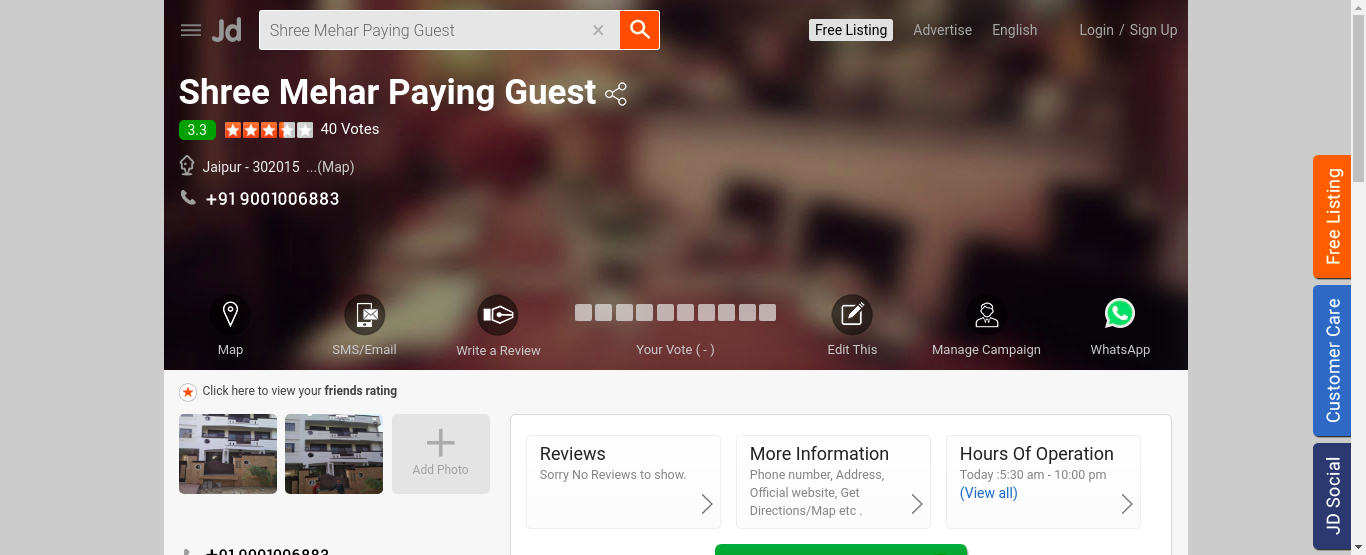 Jd
Shree Mehar Paying Guest
Free Listing
Advertise
English
Login / Sign Up
Shree Mehar Paying Guest
3.3
40 Votes
Jaipur - 302015 ...(Map)
+91 9001006883
Map
SMS/Email
Write a Review
Your Vote ( - )
Edit This
Manage Campaign
WhatsApp
Click here to view your friends rating
Add Photo
Reviews
Sorry No Reviews to show.
More Information
Phone number, Address,
Official website, Get
Directions/Map etc .
Hours Of Operation
Today :5:30 am - 10:00 pm
(View all)
+91 9001006883
Free Listing
Customer Care
JD Social